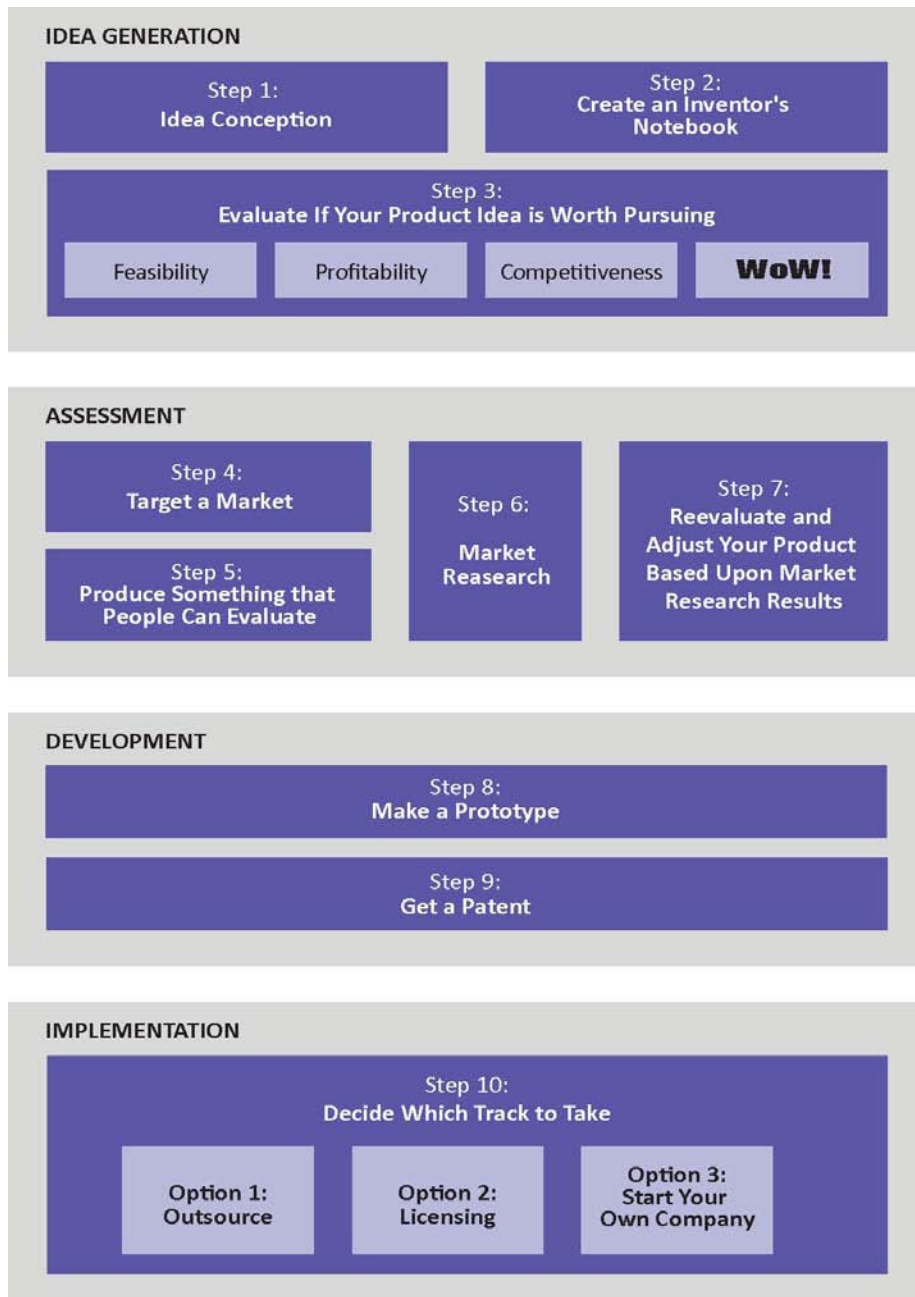 IDEA GENERATION
Step 1:
Idea Conception
Step 2:
Create an Inventor's
Notebook
Step 3:
Evaluate If Your Product Idea is Worth Pursuing
Feasibility
Profitability
Competitiveness
WoW!
ASSESSMENT
Step 4:
Target a Market
Step 5:
Produce Something that
People Can Evaluate
Step 6:
Market
Reasearch
Step 7:
Reevaluate and
Adjust Your Product
Based Upon Market
Research Results
DEVELOPMENT
Step 8:
Make a Prototype
Step 9:
Get a Patent
IMPLEMENTATION
Step 10:
Decide Which Track to Take
Option 1:
Outsource
Option 2:
Licensing
Option 3:
Start Your
Own Company